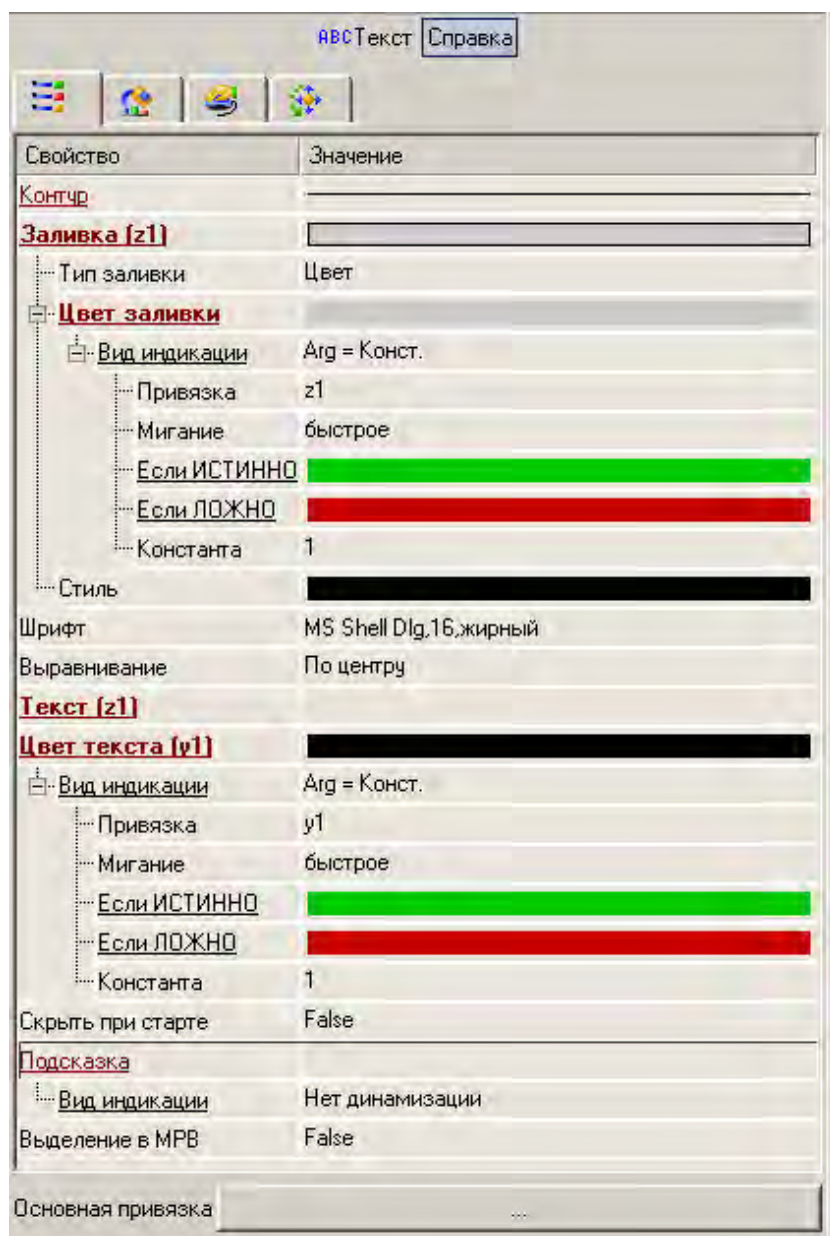 ABCТекст Справка
Свойство Значение
Контур
Заливка (z1)
Тип заливки Цвет
Цвет заливки
Вид индикации Arg = Конст.
Привязка z1
Мигание быстрое
Если ИСТИННО
Если ЛОЖНО
Константа 1
Стиль
Шрифт MS Shell Dlg,16,жирный
Выравнивание По центру
Текст (z1)
Цвет текста (y1)
Вид индикации Arg = Конст.
Привязка y1
Мигание быстрое
Если ИСТИННО
Если ЛОЖНО
Константа 1
Скрыть при старте False
Подсказка
Вид индикации Нет динамизации
Выделение в МРВ False
Основная привязка ...